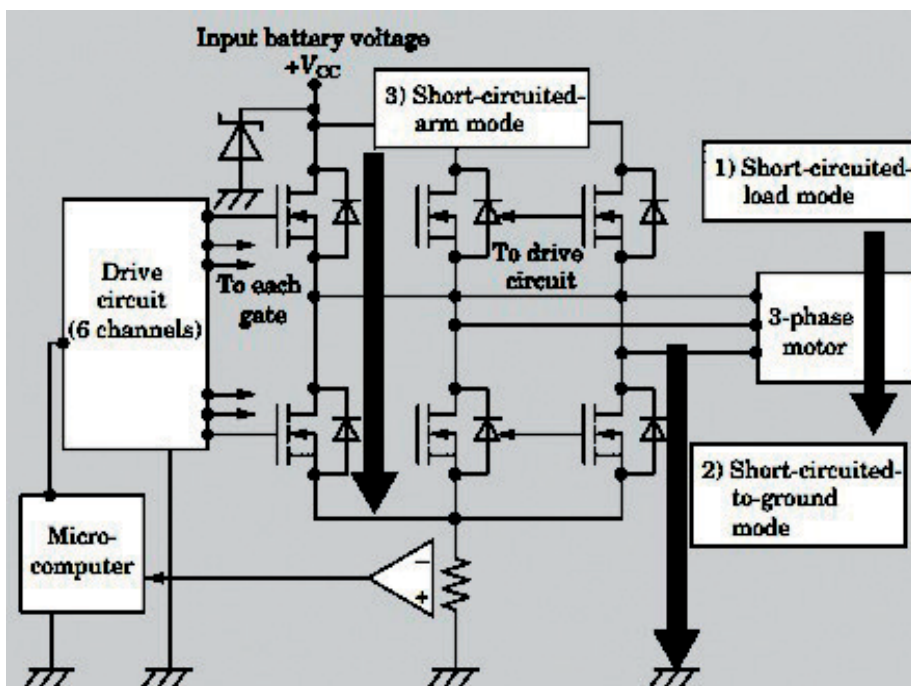 Input battery voltage
+VCC
3) Short-circuited-
arm mode
1) Short-circuited-
load mode
Drive
circuit
(6 channels)
To each
gate
To drive
circuit
3-phase
motor
2) Short-circuited-
to-ground
mode
Micro-
computer
−
+